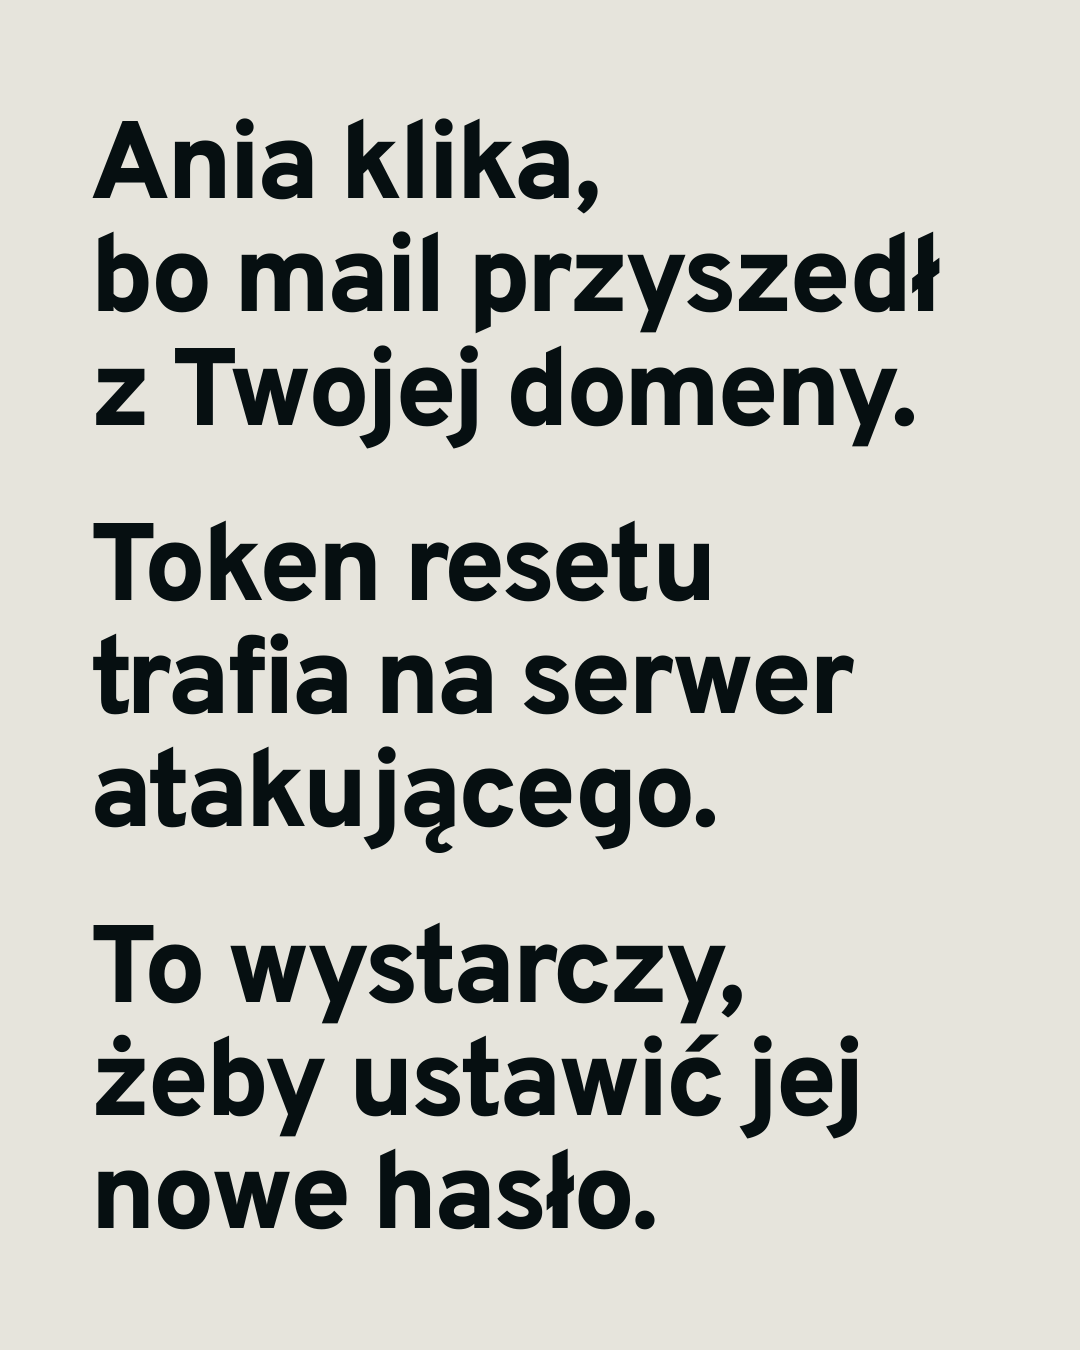 Ania klika,
bo mail przyszedł
z Twojej domeny.
Token resetu
trafia na serwer
atakującego.
To wystarczy,
żeby ustawić jej
nowe hasło.